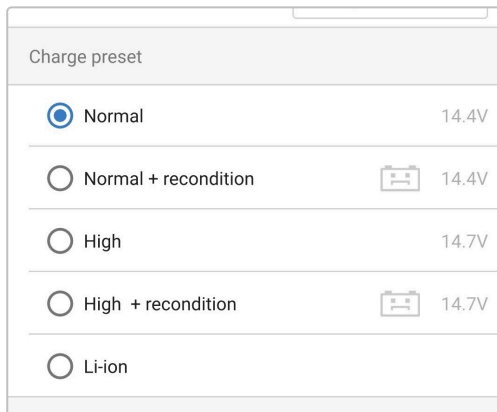 Charge preset
Normal 14.4V
Normal + recondition 14.4V
High 14.7V
High + recondition 14.7V
Li-ion